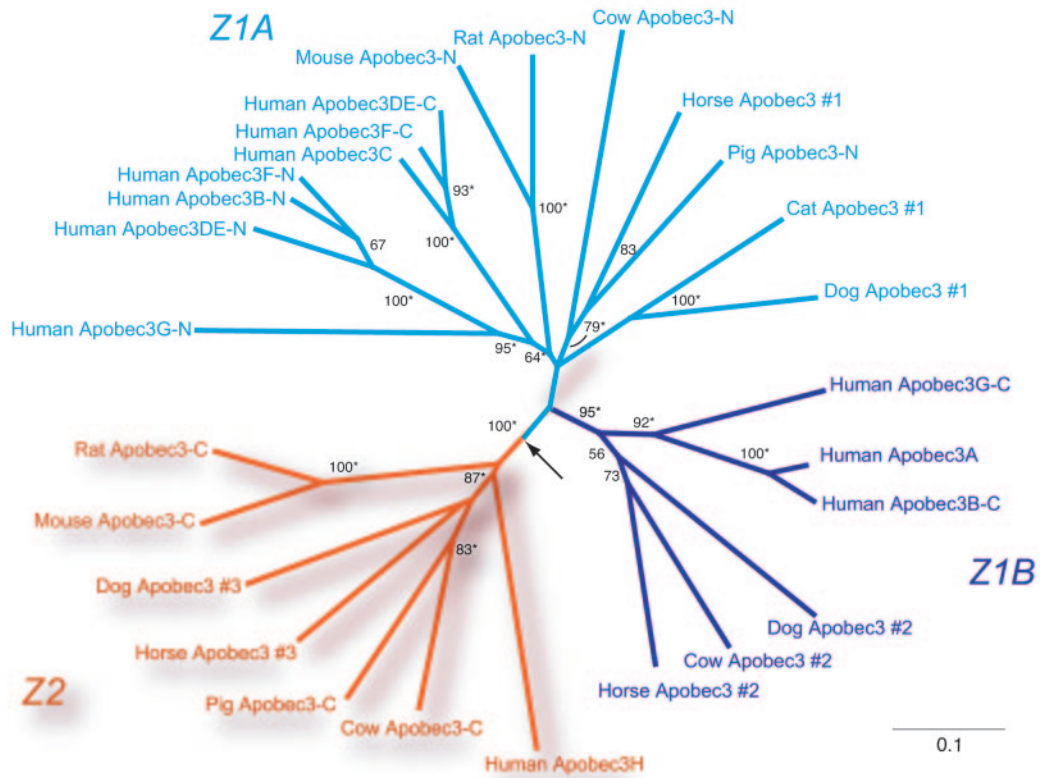 Z1A
Cow Apobec3-N
Rat Apobec3-N
Mouse Apobec3-N
Human Apobec3DE-C
Horse Apobec3 #1
Human Apobec3F-C
Human Apobec3C
Pig Apobec3-N
Human Apobec3F-N
93*
Human Apobec3B-N
100*
Cat Apobec3 #1
Human Apobec3DE-N
67
100*
83
100*
Dog Apobec3 #1
100*
Human Apobec3G-N
95*
64*
79*
Human Apobec3G-C
95*
92*
100*
Rat Apobec3-C
100*
56
100*
Human Apobec3A
87*
73
Human Apobec3B-C
Mouse Apobec3-C
83*
Z1B
Dog Apobec3 #3
Dog Apobec3 #2
Horse Apobec3 #3
Cow Apobec3 #2
Z2
Horse Apobec3 #2
Pig Apobec3-C
Cow Apobec3-C
Human Apobec3H
0.1